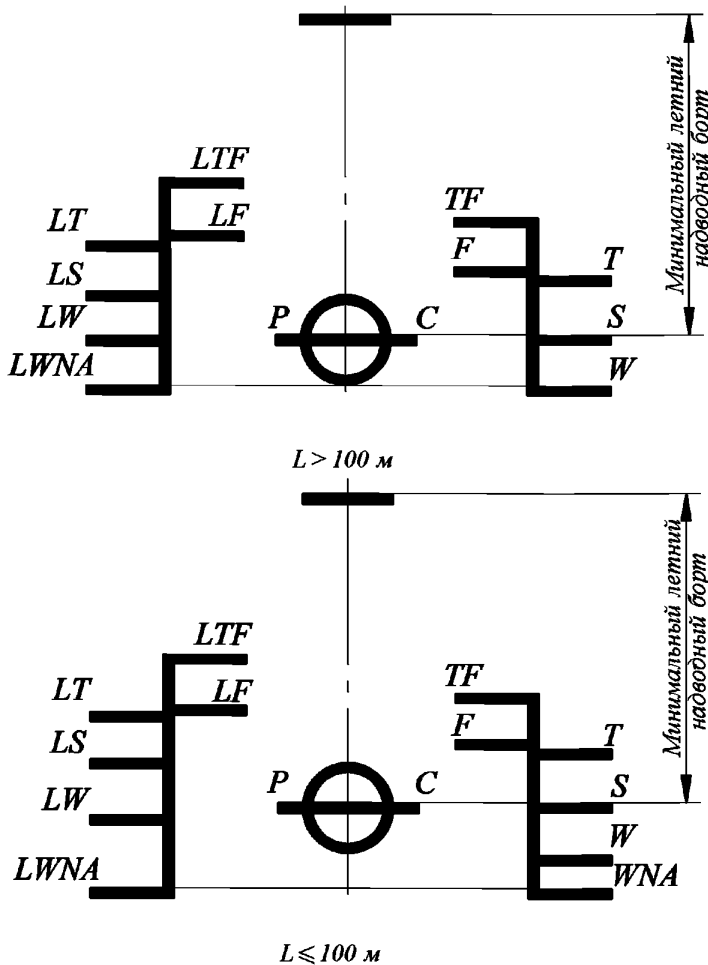 LTF
TF
LT
LF
F
T
LS
LW
P
C
S
LWNA
W
Минимальный летний
надводный борт
L > 100 м
LTF
TF
LT
LF
F
T
LS
P
C
S
LW
W
LWNA
WNA
Минимальный летний
надводный борт
L ⩽ 100 м